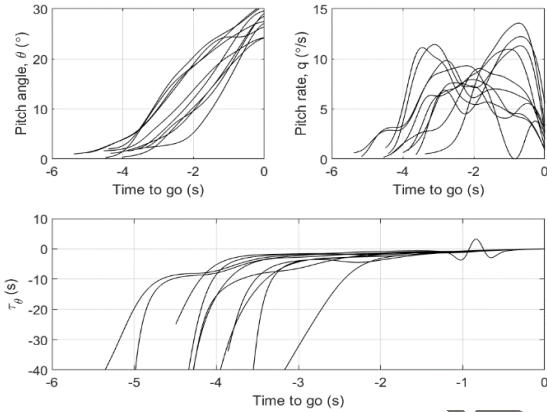 30
20
10
0
Pitch angle, θ (°)
-6 -4 -2 0
Time to go (s)
15
10
5
0
Pitch rate, q (°/s)
-6 -4 -2 0
Time to go (s)
10
0
-10
-20
-30
-40
τθ (s)
-6 -5 -4 -3 -2 -1 0
Time to go (s)